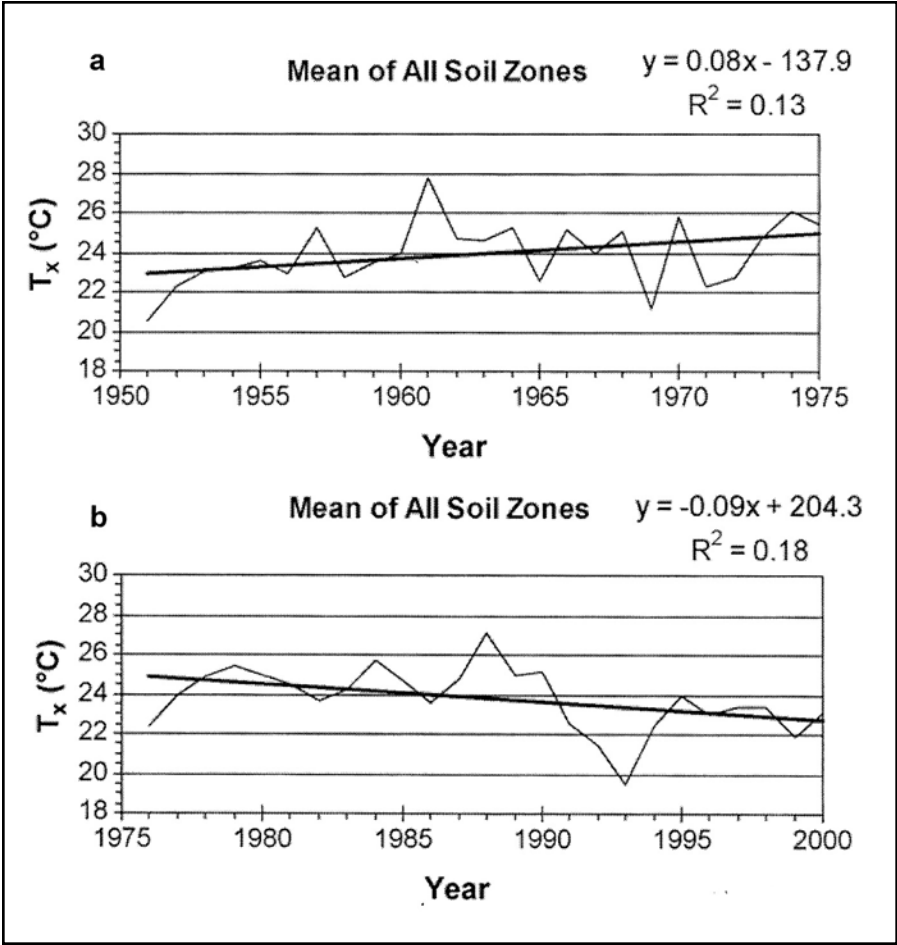 a
Mean of All Soil Zones
y = 0.08x - 137.9
R² = 0.13
Tx (°C)
30
28
26
24
22
20
18
1950 1955 1960 1965 1970 1975
Year
b
Mean of All Soil Zones
y = -0.09x + 204.3
R² = 0.18
Tx (°C)
30
28
26
24
22
20
18
1975 1980 1985 1990 1995 2000
Year